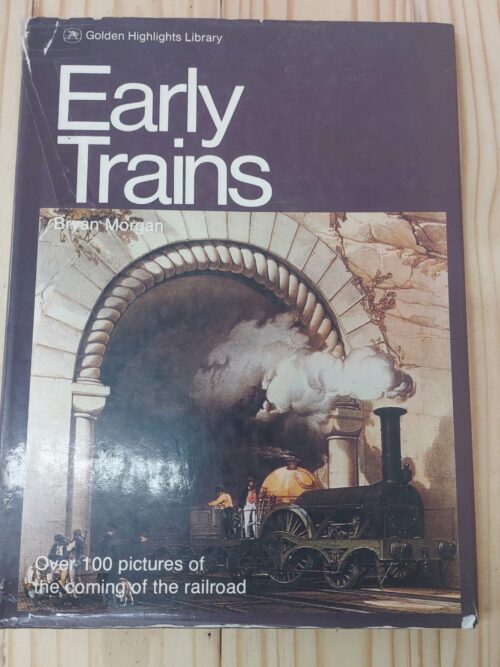 Golden Highlights Library
Early
Trains
Bryan Morgan
Over 100 pictures of
the coming of the railroad